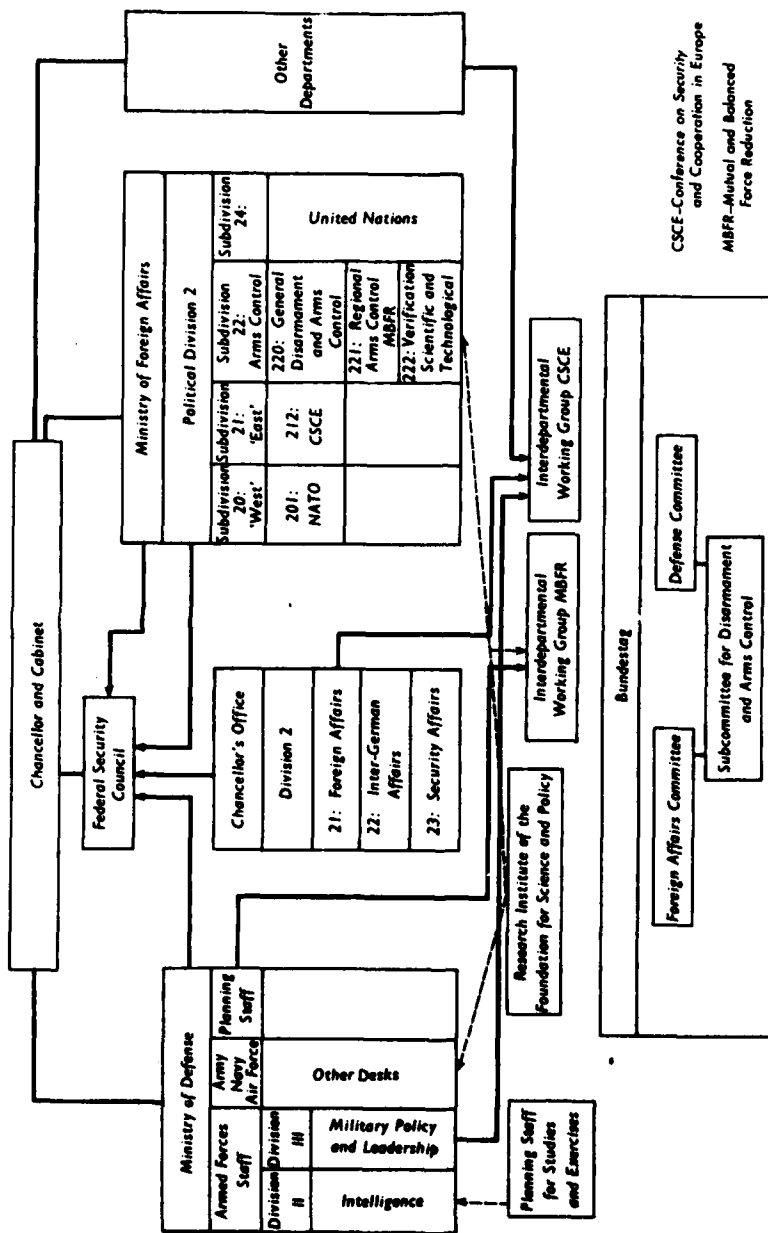 Chancellor and Cabinet
Federal Security
Council
Ministry of Defense
Armed Forces
Staff
Army
Navy
Air Force
Planning
Staff
Division
II
Division
III
Intelligence
Military Policy
and Leadership
Other Desks
Chancellor's Office
Division 2
21: Foreign Affairs
22: Inter-German
Affairs
23: Security Affairs
Ministry of Foreign Affairs
Political Division 2
Subdivision
20:
'West'
Subdivision
21:
'East'
Subdivision
22:
Arms Control
Subdivision
24:
201:
NATO
212:
CSCE
220: General
Disarmament
and Arms
Control
221: Regional
Arms Control
MBFR
222: Verification
Scientific and
Technological
United Nations
Other
Departments
Planning Staff
for Studies
and Exercises
Research Institute of the
Foundation for Science and Policy
Interdepartmental
Working Group MBFR
Interdepartmental
Working Group CSCE
Bundestag
Foreign Affairs Committee
Defense Committee
Subcommittee for Disarmament
and Arms Control
CSCE-Conference on Security
and Cooperation in Europe
MBFR-Mutual and Balanced
Force Reduction